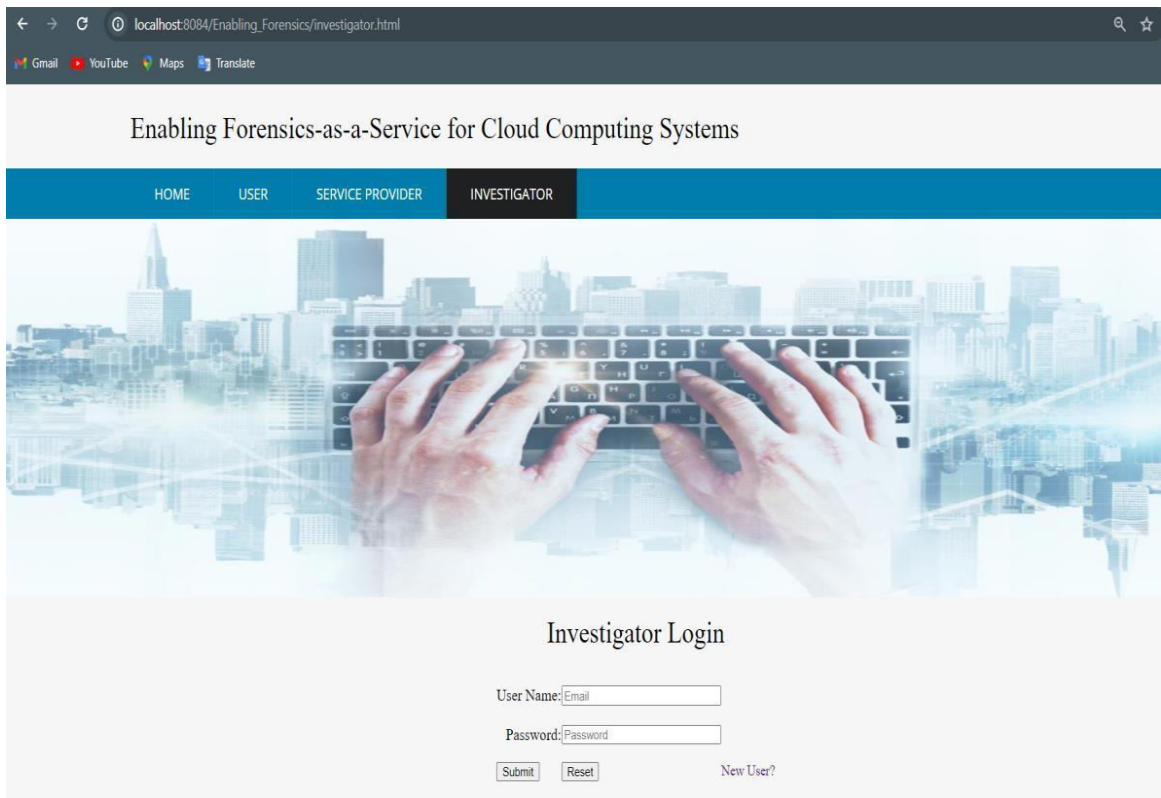 localhost:8084/Enabling_Forensics/investigator.html
Gmail YouTube Maps Translate
Enabling Forensics-as-a-Service for Cloud Computing Systems
HOME USER SERVICE PROVIDER INVESTIGATOR
Investigator Login
User Name: Email
Password: Password
Submit Reset New User?